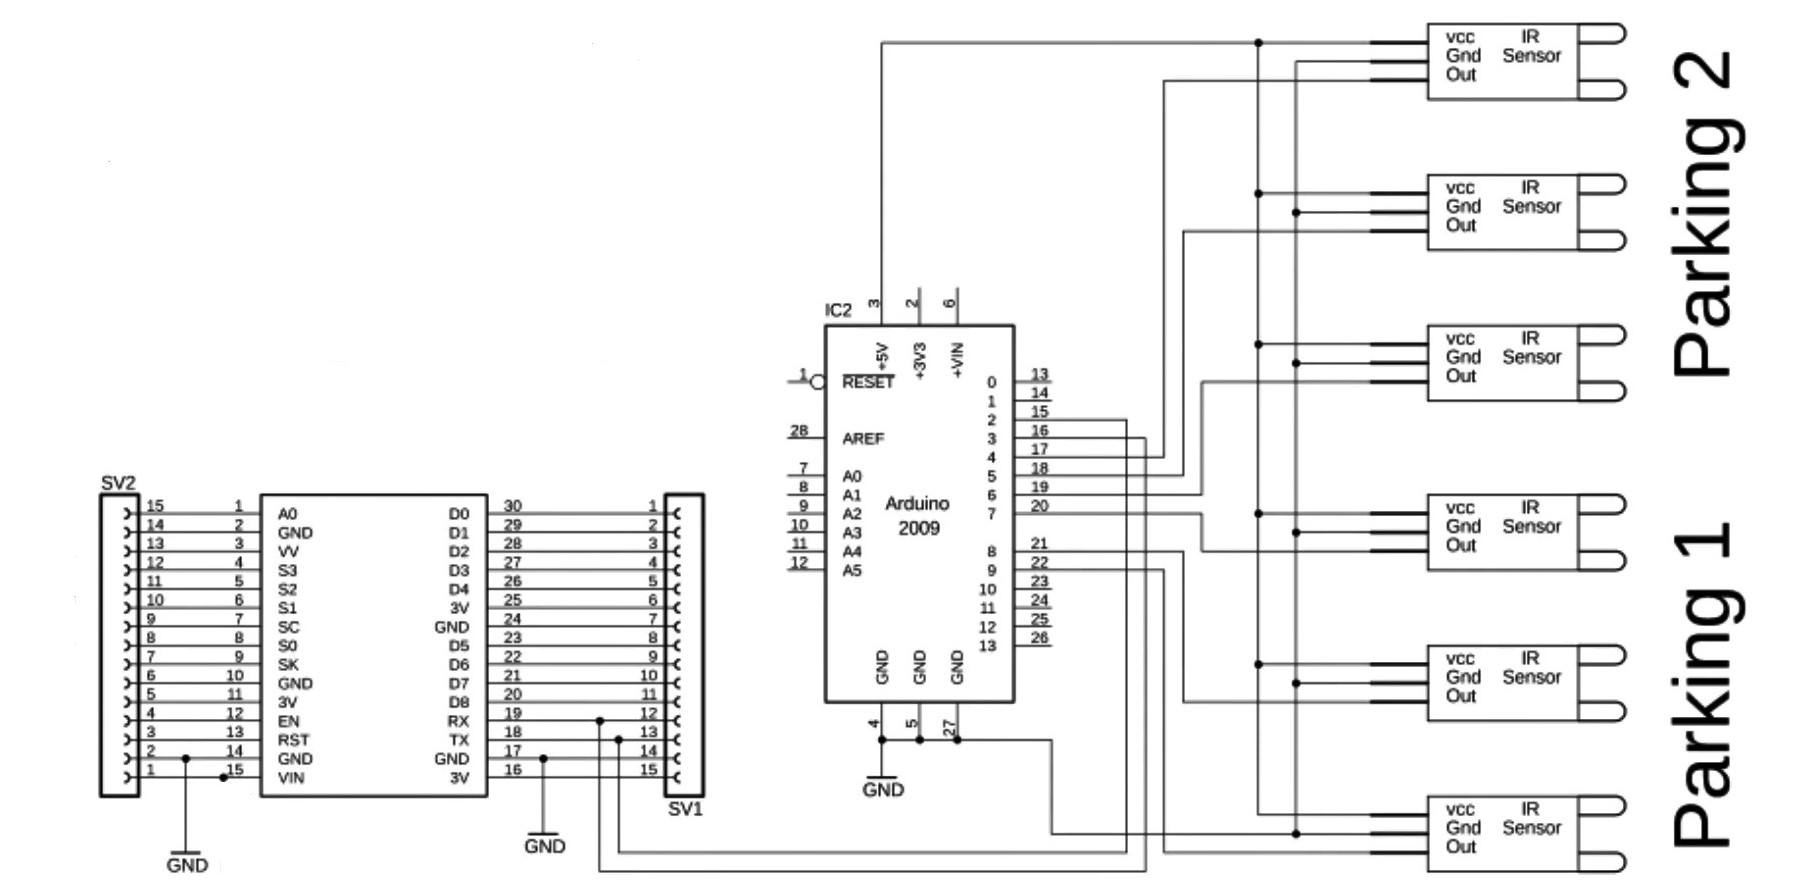 vcc IR
Gnd Sensor
Out
vcc IR
Gnd Sensor
Out
vcc IR
Gnd Sensor
Out
Parking 2
vcc IR
Gnd Sensor
Out
vcc IR
Gnd Sensor
Out
vcc IR
Gnd Sensor
Out
Parking 1
IC2
3 2 6
+5V +3V3 +VIN
1 RESET 0 13
1 14
2 15
28 AREF 3 16
4 17
7 A0 5 18
8 A1 6 19
9 A2 7 20
10 A3
11 A4 8 21
12 A5 9 22
10 23
11 24
12 25
13 26
Arduino
2009
GND GND GND
4 5 27
GND
SV2
15 1 A0 D0 30 1
14 2 GND D1 29 2
13 3 VV D2 28 3
12 4 S3 D3 27 4
11 5 S2 D4 26 5
10 6 S1 3V 25 6
9 7 SC GND 24 7
8 8 S0 D5 23 8
7 9 SK D6 22 9
6 10 GND D7 21 10
5 11 3V D8 20 11
4 12 EN RX 19 12
3 13 RST TX 18 13
2 14 GND GND 17 14
1 15 VIN 3V 16 15
SV1
GND
GND